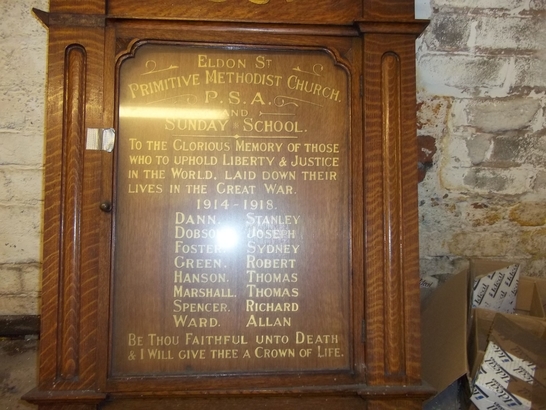 Eldon St
Primitive Methodist Church.
P. S. A.
and
Sunday School.
To the Glorious Memory of those
who to uphold Liberty & Justice
in the World, laid down their
lives in the Great War.
1914-1918.
Dann. Stanley
Dobson. Joseph
Foster. Sydney
Green. Robert
Hanson. Thomas
Marshall. Thomas
Spencer. Richard
Ward. Allan
Be Thou Faithful unto Death
& I will give thee a Crown of Life.